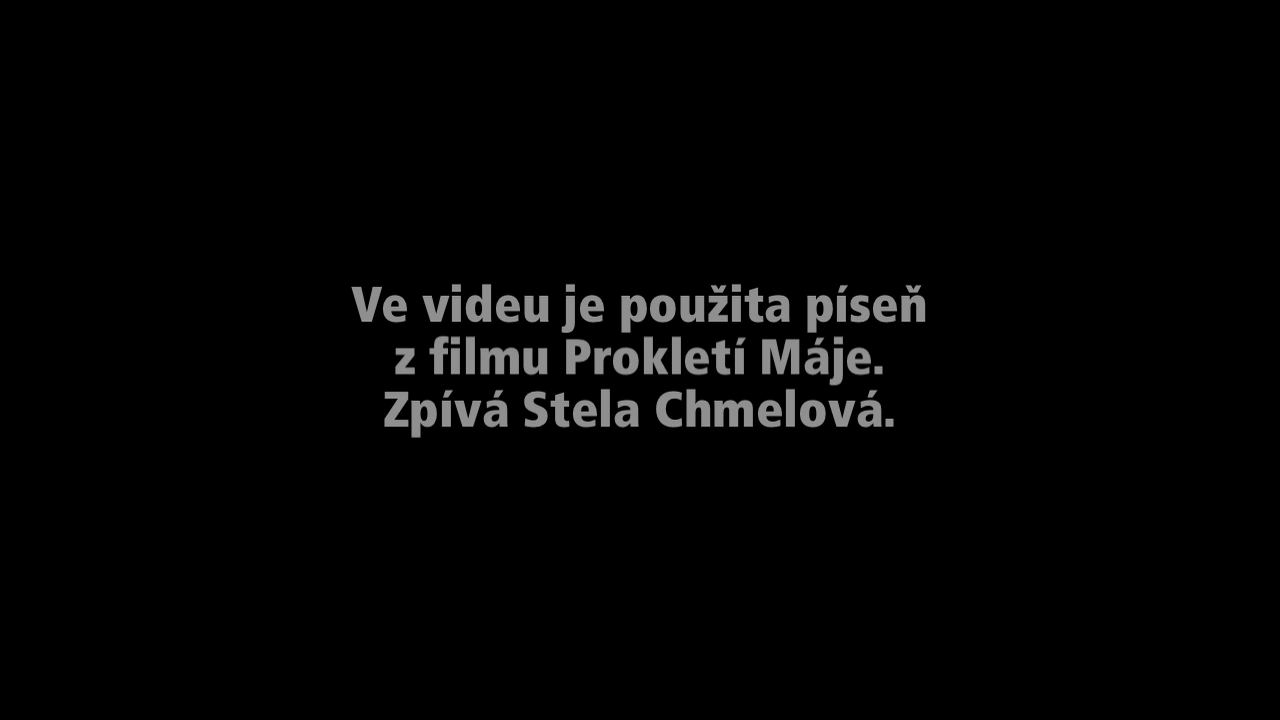 Ve videu je použita píseň
z filmu Prokletí Máje.
Zpívá Stela Chmelová.